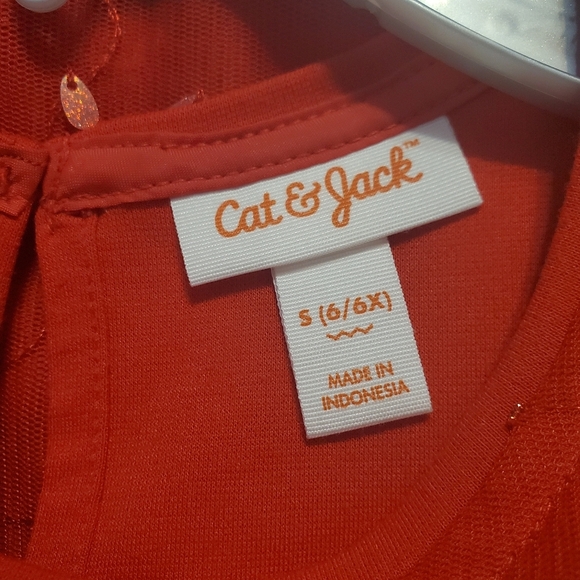 Cat & Jack™
S (6/6X)
MADE IN
INDONESIA